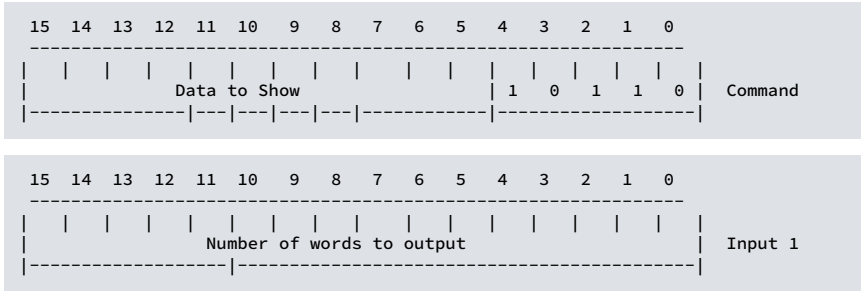 15 14 13 12 11 10 9 8 7 6 5 4 3 2 1 0
---------------------------------------------------------------
| | | | | | | | | | | | | | | | |
| Data to Show | 1 0 1 1 0 | Command
|---------------|---|---|---|---|------------|-------------------|
15 14 13 12 11 10 9 8 7 6 5 4 3 2 1 0
---------------------------------------------------------------
| | | | | | | | | | | | | | | | |
| Number of words to output | Input 1
|-------------------|--------------------------------------------|